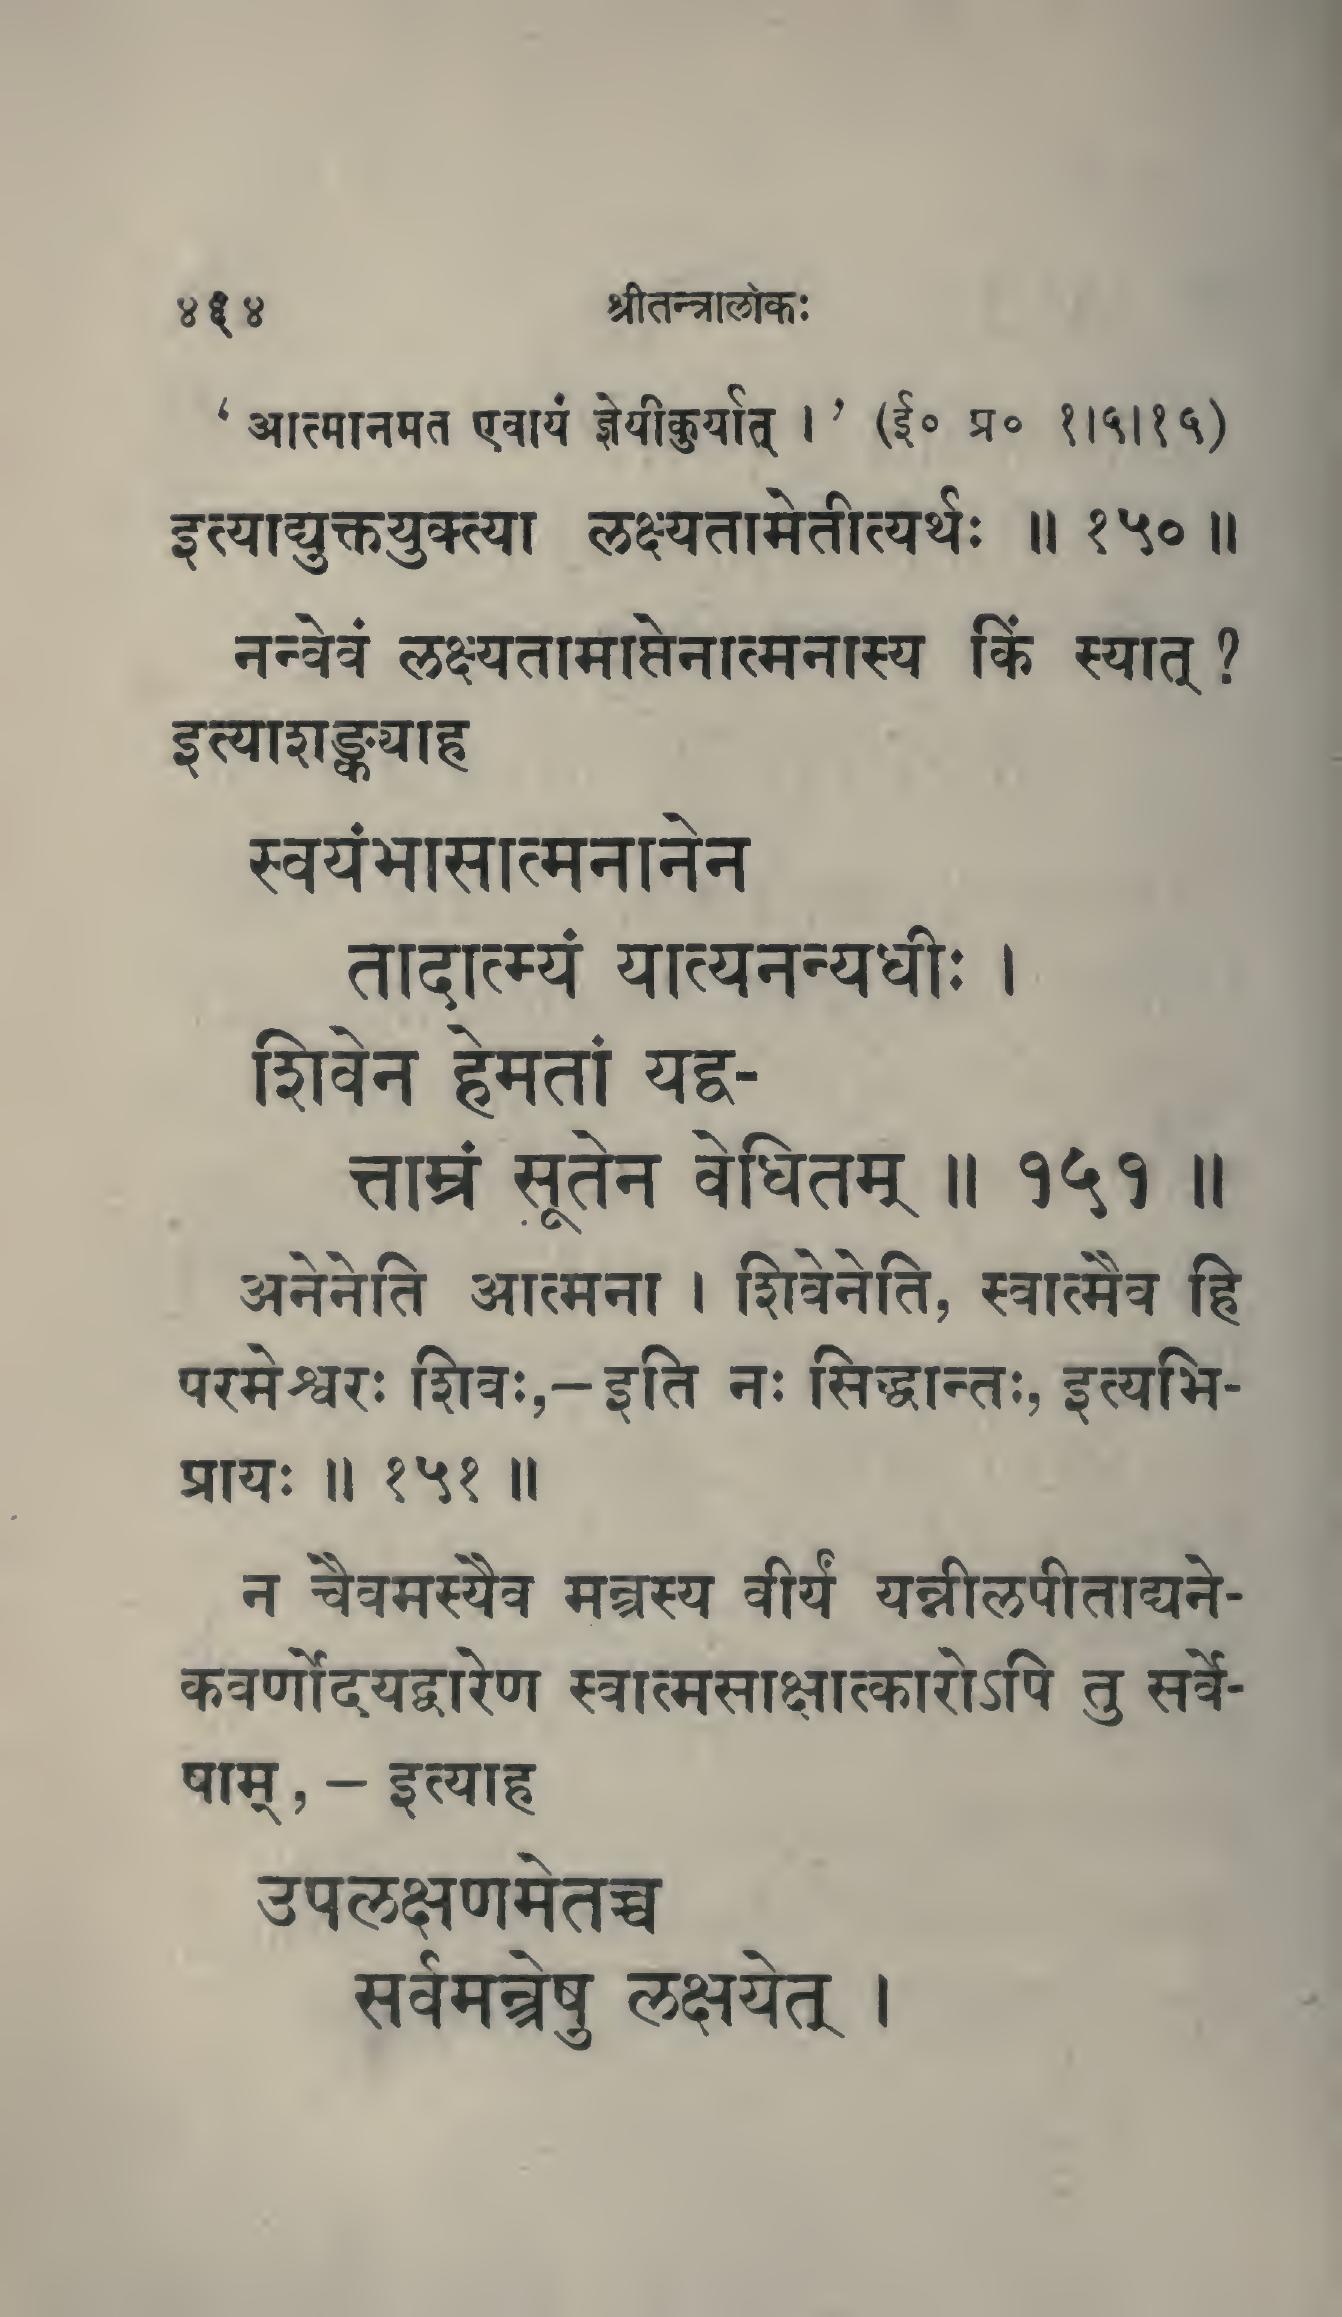 श्रीतन्त्रालोकः
‘ आत्मानमत एवायं ज्ञेयीकुर्यात् । ’ (ई० प्र० १।५।१५)
इत्याद्युक्तयुक्त्या लक्ष्यतामेतीत्यर्थः ॥ १५० ॥
नन्वेवं लक्ष्यतामाप्तेनात्मनास्य किं स्यात् ?
इत्याशङ्क्याह
स्वयंभासात्मनानेन
तादात्म्यं यात्यनन्यधीः ।
शिवेन हेमतां यद्व-
त्ताम्रं सूतेन वेधितम् ॥ १५१ ॥
अनेनेति आत्मना । शिवेनेति, स्वात्मैव हि
परमेश्वरः शिवः,–इति नः सिद्धान्तः, इत्यभि-
प्रायः ॥ १५१ ॥
न चैवमस्यैव मन्त्रस्य वीर्यं यन्नीलपीताद्यने-
कवर्णोदयद्वारेण स्वात्मसाक्षात्कारोऽपि तु सर्वे-
षाम्, – इत्याह
उपलक्षणमेतच्च
सर्वमन्त्रेषु लक्षयेत् ।